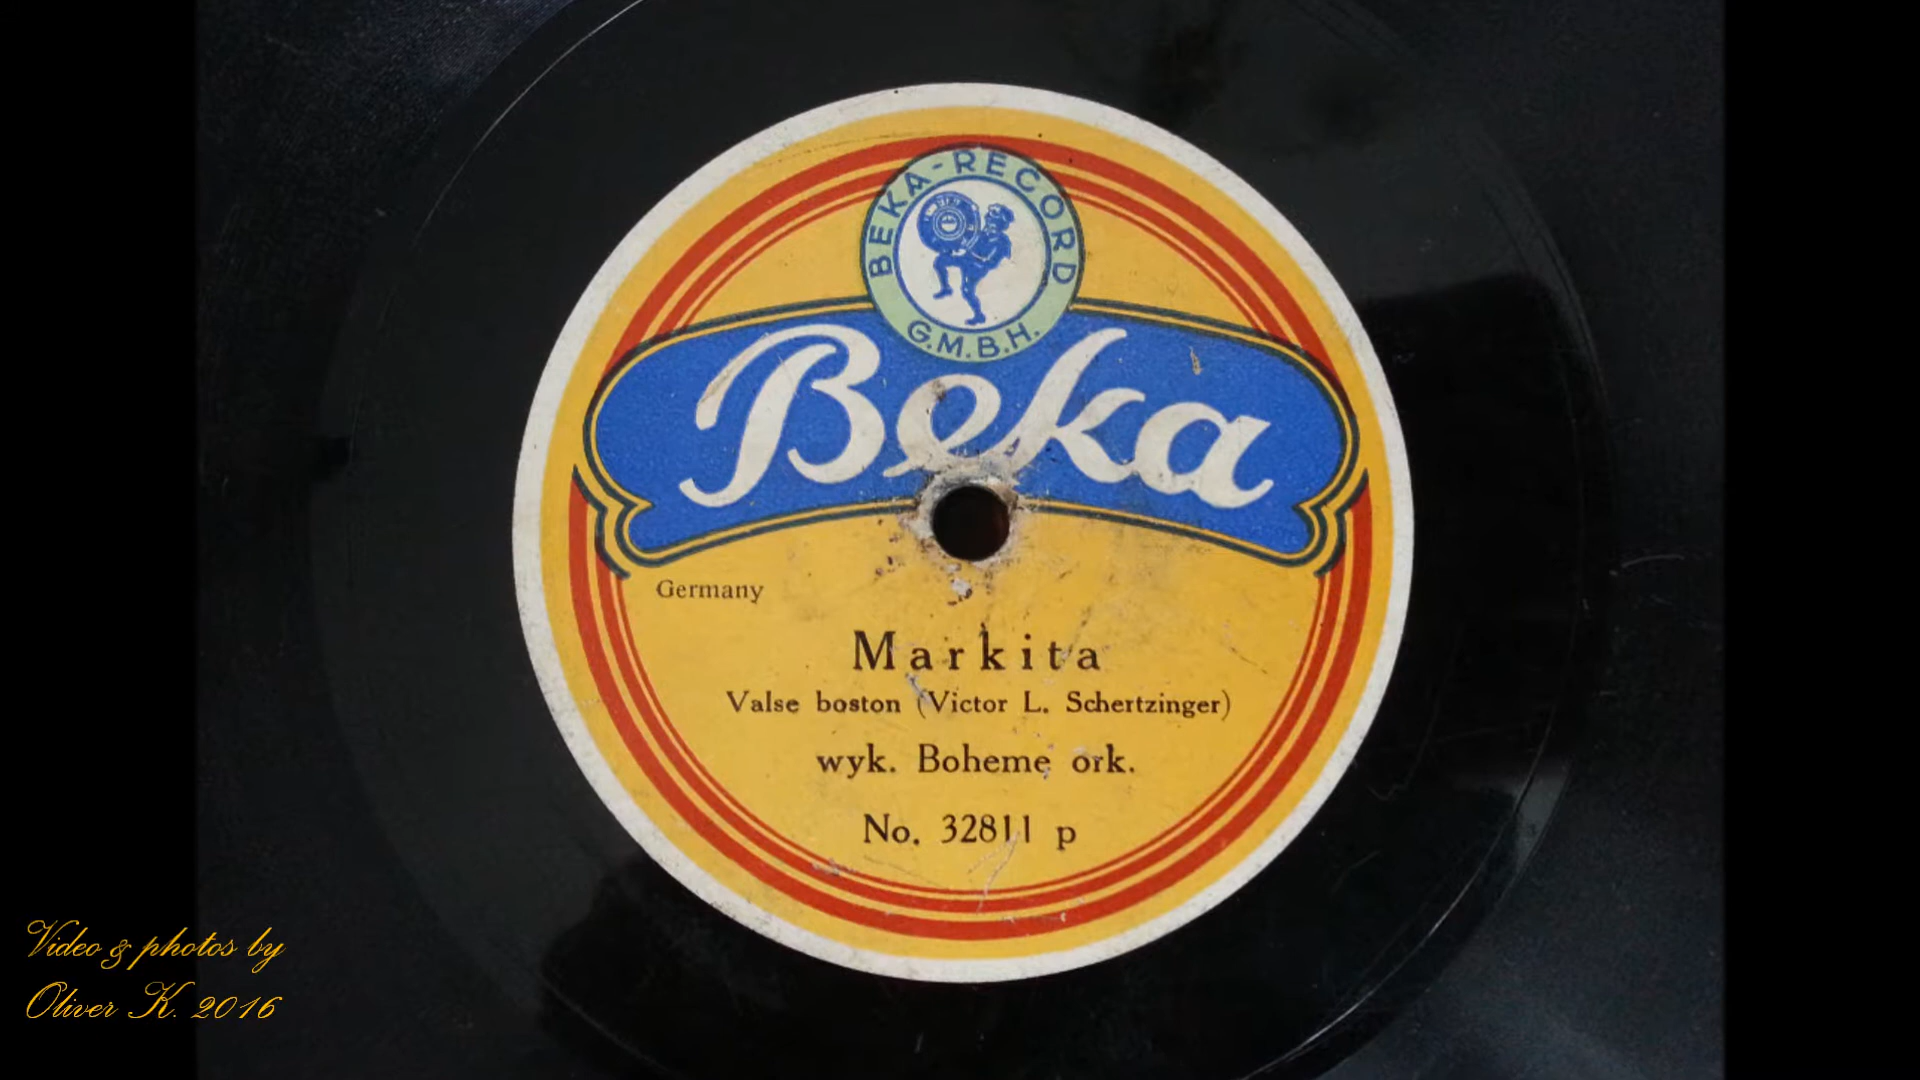 BEKA-RECORD
G.M.B.H.
Beka
Germany
Markita
Valse boston (Victor L. Schertzinger)
wyk. Boheme ork.
No. 32811 p
Video & photos by
Oliver K. 2016